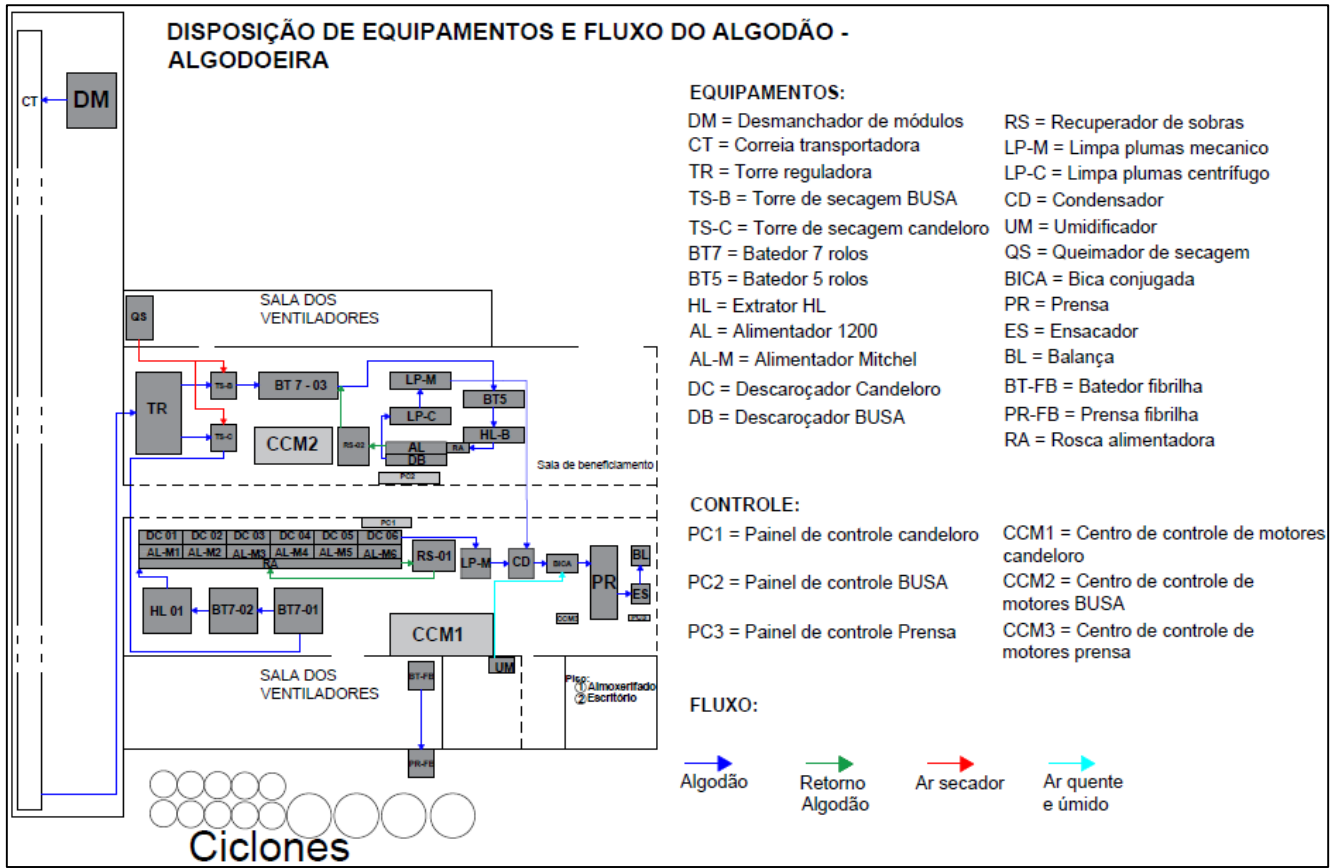 DISPOSIÇÃO DE EQUIPAMENTOS E FLUXO DO ALGODÃO -
ALGODOEIRA
CT
DM
EQUIPAMENTOS:
DM = Desmanchador de módulos
CT = Correia transportadora
TR = Torre reguladora
TS-B = Torre de secagem BUSA
TS-C = Torre de secagem candeloro
BT7 = Batedor 7 rolos
BT5 = Batedor 5 rolos
HL = Extrator HL
AL = Alimentador 1200
AL-M = Alimentador Mitchel
DC = Descaroçador Candeloro
DB = Descaroçador BUSA
RS = Recuperador de sobras
LP-M = Limpa plumas mecanico
LP-C = Limpa plumas centrífugo
CD = Condensador
UM = Umidificador
QS = Queimador de secagem
BICA = Bica conjugada
PR = Prensa
ES = Ensacador
BL = Balança
BT-FB = Batedor fibrilha
PR-FB = Prensa fibrilha
RA = Rosca alimentadora
SALA DOS
VENTILADORES
QS
TR
TS-B
TS-C
BT 7 - 03
CCM2
RS-02
LP-M
LP-C
AL
DB
RA
BT5
HL-B
PC2
Sala de beneficiamento
PC1
DC 01 DC 02 DC 03 DC 04 DC 05 DC 06
AL-M1 AL-M2 AL-M3 AL-M4 AL-M5 AL-M6
RA
RS-01
LP-M
CD
BICA
PR
BL
ES
HL 01
BT7-02
BT7-01
CCM1
CCM3
UM
SALA DOS
VENTILADORES
BT-FB
PR-FB
Piso:
① Almoxerifado
② Escritório
Ciclones
CONTROLE:
PC1 = Painel de controle candeloro
PC2 = Painel de controle BUSA
PC3 = Painel de controle Prensa
CCM1 = Centro de controle de motores
candeloro
CCM2 = Centro de controle de
motores BUSA
CCM3 = Centro de controle de
motores prensa
FLUXO:
Algodão
Retorno
Algodão
Ar secador
Ar quente
e úmido